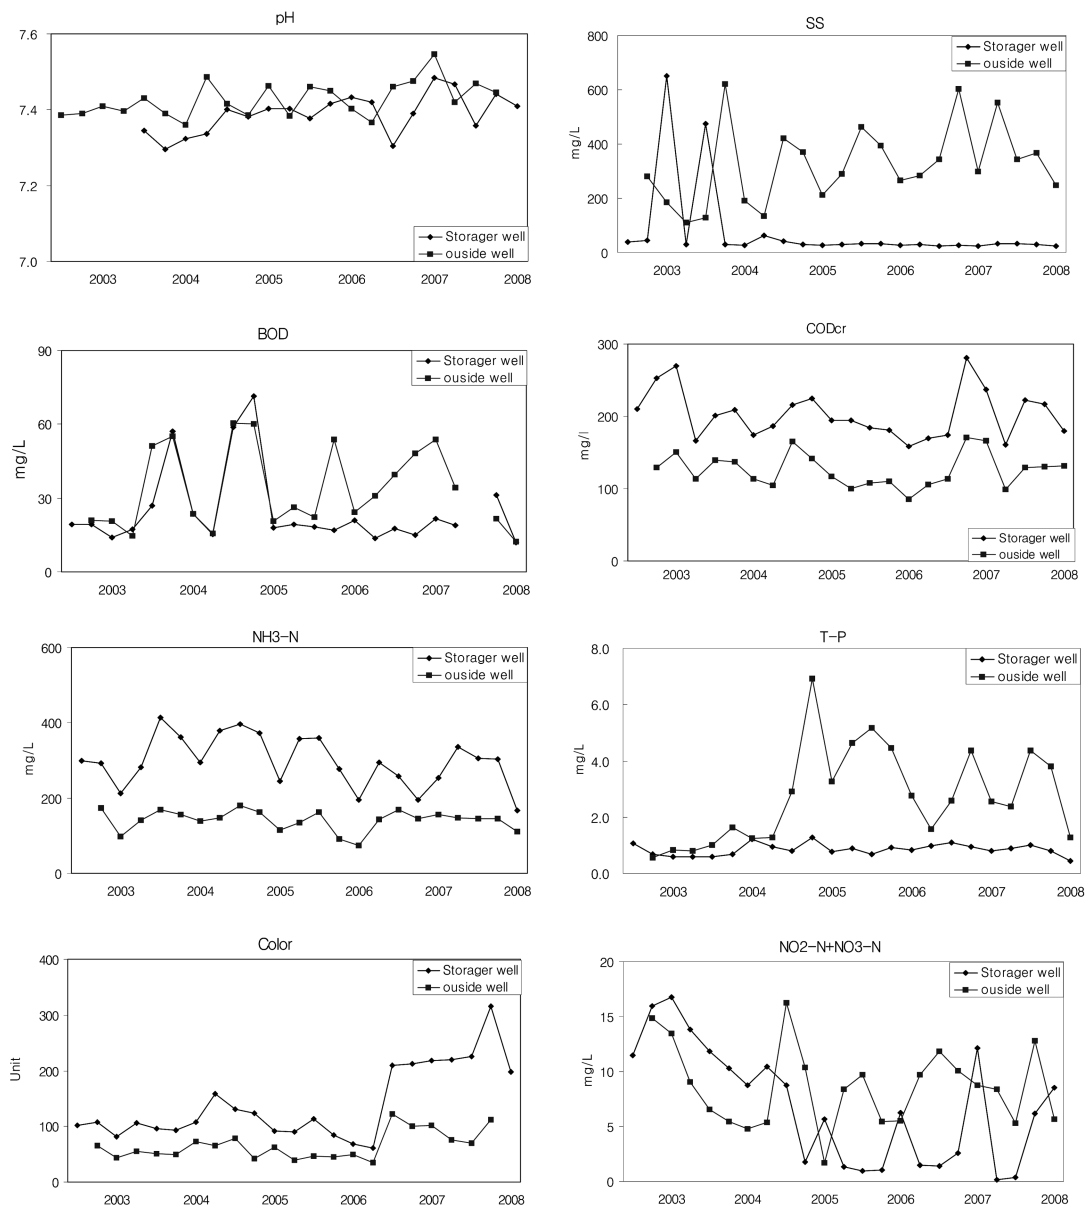 pH
7.6
7.4
7.2
7.0
Storager well
ouside well
2003 2004 2005 2006 2007 2008
SS
800
600
400
200
0
mg/L
Storager well
ouside well
2003 2004 2005 2006 2007 2008
BOD
90
60
30
0
mg/L
Storager well
ouside well
2003 2004 2005 2006 2007 2008
CODcr
300
200
100
0
mg/l
Storager well
ouside well
2003 2004 2005 2006 2007 2008
NH3-N
600
400
200
0
mg/L
Storager well
ouside well
2003 2004 2005 2006 2007 2008
T-P
8.0
6.0
4.0
2.0
0.0
mg/L
Storager well
ouside well
2003 2004 2005 2006 2007 2008
Color
400
300
200
100
0
Unit
Storager well
ouside well
2003 2004 2005 2006 2007 2008
NO2-N+NO3-N
20
15
10
5
0
mg/L
Storager well
ouside well
2003 2004 2005 2006 2007 2008